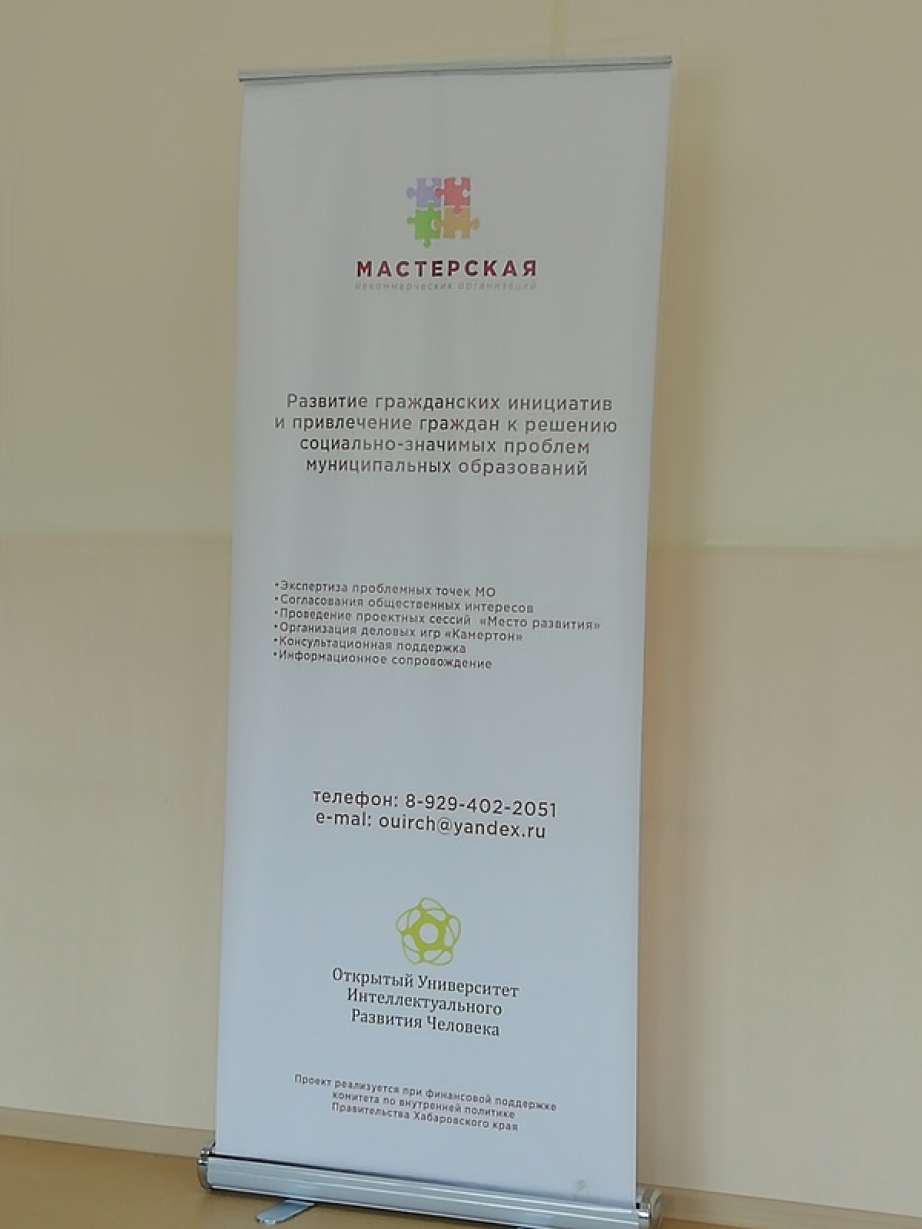 МАСТЕРСКАЯ
некоммерческих организаций
Развитие гражданских инициатив
и привлечение граждан к решению
социально-значимых проблем
муниципальных образований
•Экспертиза проблемных точек МО
•Согласования общественных интересов
•Проведение проектных сессий «Место развития»
•Организация деловых игр «Камертон»
•Консультационная поддержка
•Информационное сопровождение
телефон: 8-929-402-2051
e-mal: ouirch@yandex.ru
Открытый Университет
Интеллектуального
Развития Человека
Проект реализуется при финансовой поддержке
комитета по внутренней политике
Правительства Хабаровского края